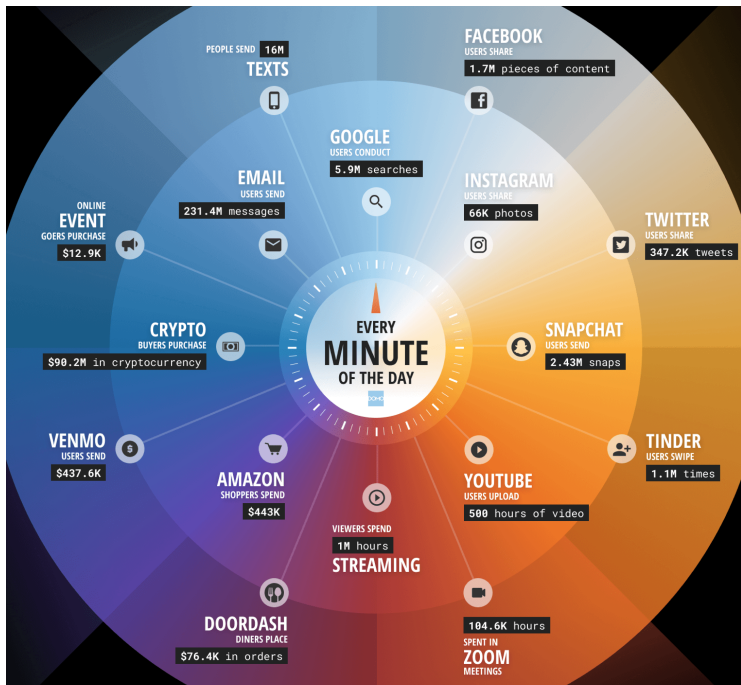 PEOPLE SEND 16M
TEXTS
FACEBOOK
USERS SHARE
1.7M pieces of content
GOOGLE
USERS CONDUCT
5.9M searches
EMAIL
USERS SEND
231.4M messages
INSTAGRAM
USERS SHARE
66K photos
ONLINE
EVENT
GOERS PURCHASE
$12.9K
TWITTER
USERS SHARE
347.2K tweets
CRYPTO
BUYERS PURCHASE
$90.2M in cryptocurrency
EVERY
MINUTE
OF THE DAY
DOMO
SNAPCHAT
USERS SEND
2.43M snaps
VENMO
USERS SEND
$437.6K
AMAZON
SHOPPERS SPEND
$443K
VIEWERS SPEND
1M hours
STREAMING
YOUTUBE
USERS UPLOAD
500 hours of video
TINDER
USERS SWIPE
1.1M times
DOORDASH
DINERS PLACE
$76.4K in orders
104.6K hours
SPENT IN
ZOOM
MEETINGS